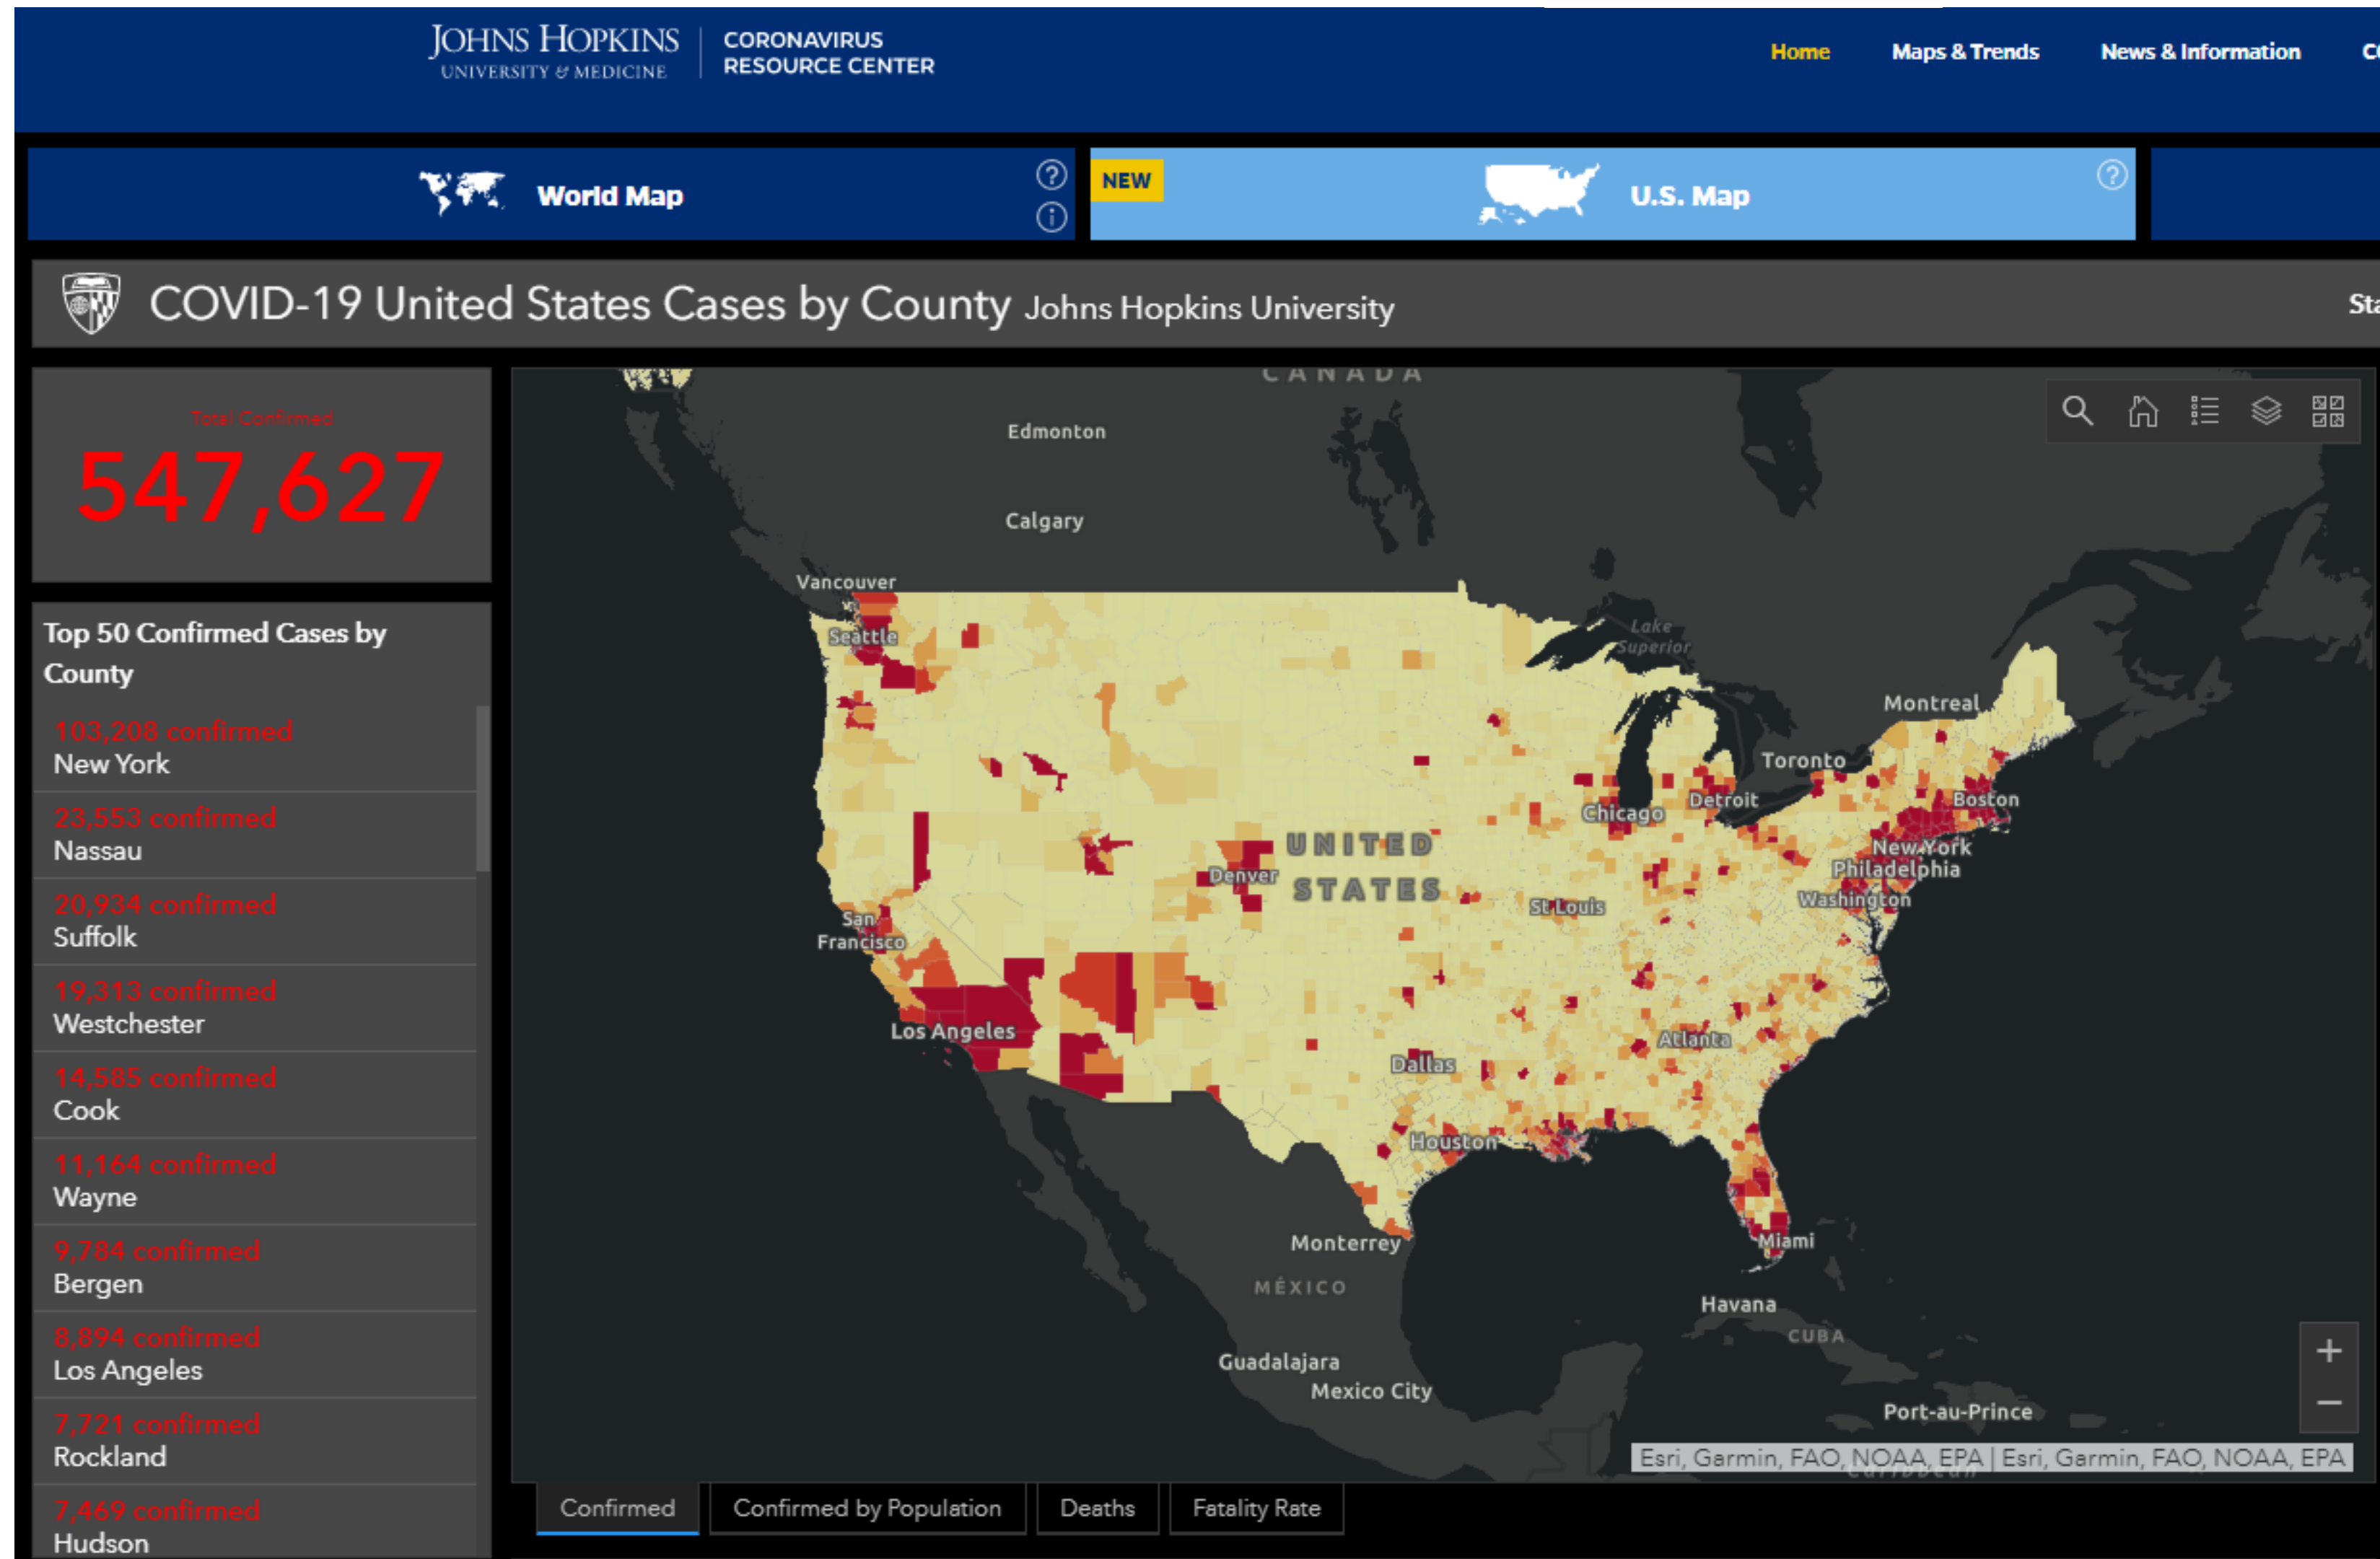 JOHNS HOPKINS
UNIVERSITY & MEDICINE
CORONAVIRUS
RESOURCE CENTER
Home
Maps & Trends
News & Information
World Map
NEW
U.S. Map
COVID-19 United States Cases by County Johns Hopkins University
Total Confirmed
547,627
Top 50 Confirmed Cases by
County
103,208 confirmed
New York
23,553 confirmed
Nassau
20,934 confirmed
Suffolk
19,313 confirmed
Westchester
14,585 confirmed
Cook
11,164 confirmed
Wayne
9,784 confirmed
Bergen
8,894 confirmed
Los Angeles
7,721 confirmed
Rockland
7,469 confirmed
Hudson
CANADA
Edmonton
Calgary
Vancouver
Seattle
Lake
Superior
Montreal
Toronto
Boston
Detroit
Chicago
UNITED
STATES
New York
Philadelphia
Denver
Washington
St Louis
San
Francisco
Los Angeles
Atlanta
Dallas
Houston
Monterrey
Miami
MÉXICO
Havana
CUBA
Guadalajara
Mexico City
Port-au-Prince
Esri, Garmin, FAO, NOAA, EPA | Esri, Garmin, FAO, NOAA, EPA
Confirmed
Confirmed by Population
Deaths
Fatality Rate